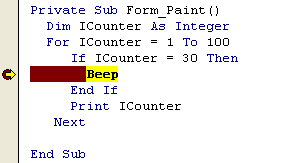 Private Sub Form_Paint()
Dim ICounter As Integer
For ICounter = 1 To 100
If ICounter = 30 Then
Beep
End If
Print ICounter
Next
End Sub